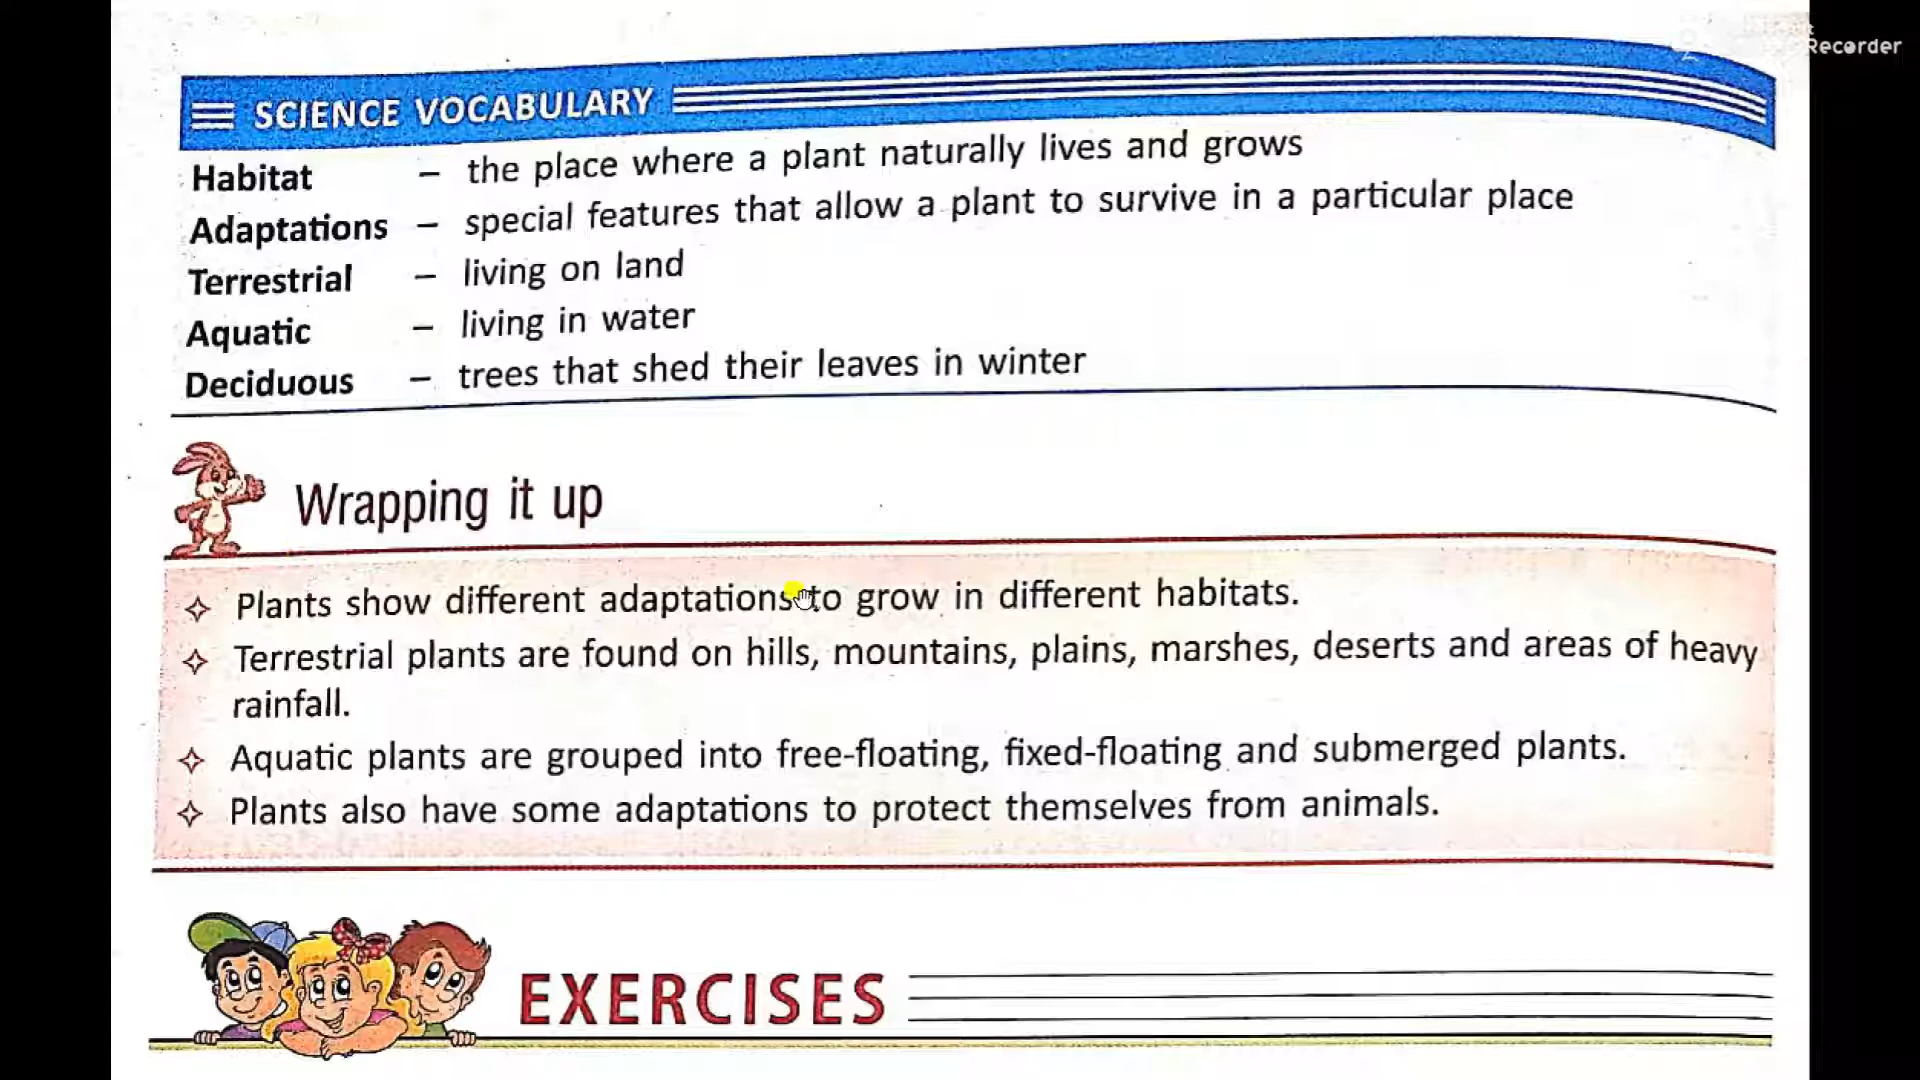 Recorder
SCIENCE VOCABULARY
Habitat – the place where a plant naturally lives and grows
Adaptations – special features that allow a plant to survive in a particular place
Terrestrial – living on land
Aquatic – living in water
Deciduous – trees that shed their leaves in winter
Wrapping it up
Plants show different adaptations to grow in different habitats.
Terrestrial plants are found on hills, mountains, plains, marshes, deserts and areas of heavy
rainfall.
Aquatic plants are grouped into free-floating, fixed-floating and submerged plants.
Plants also have some adaptations to protect themselves from animals.
EXERCISES